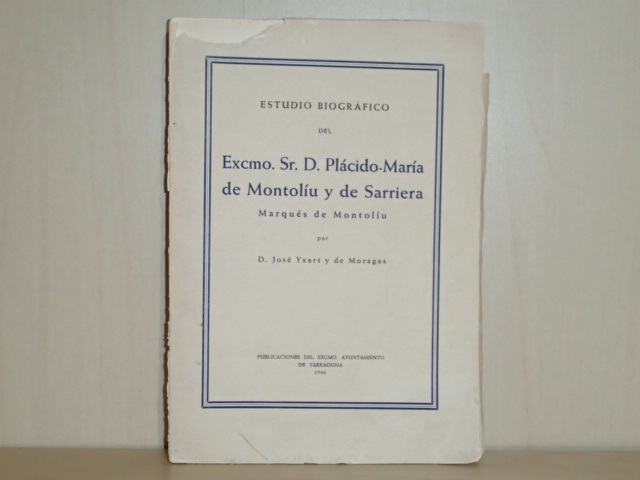 ESTUDIO BIOGRÁFICO
DEL
Excmo. Sr. D. Plácido-María
de Montolíu y de Sarriera
Marqués de Montolíu
por
D. José Yxart y de Moragas
PUBLICACIONES DEL EXCMO. AYUNTAMIENTO
DE TARRAGONA